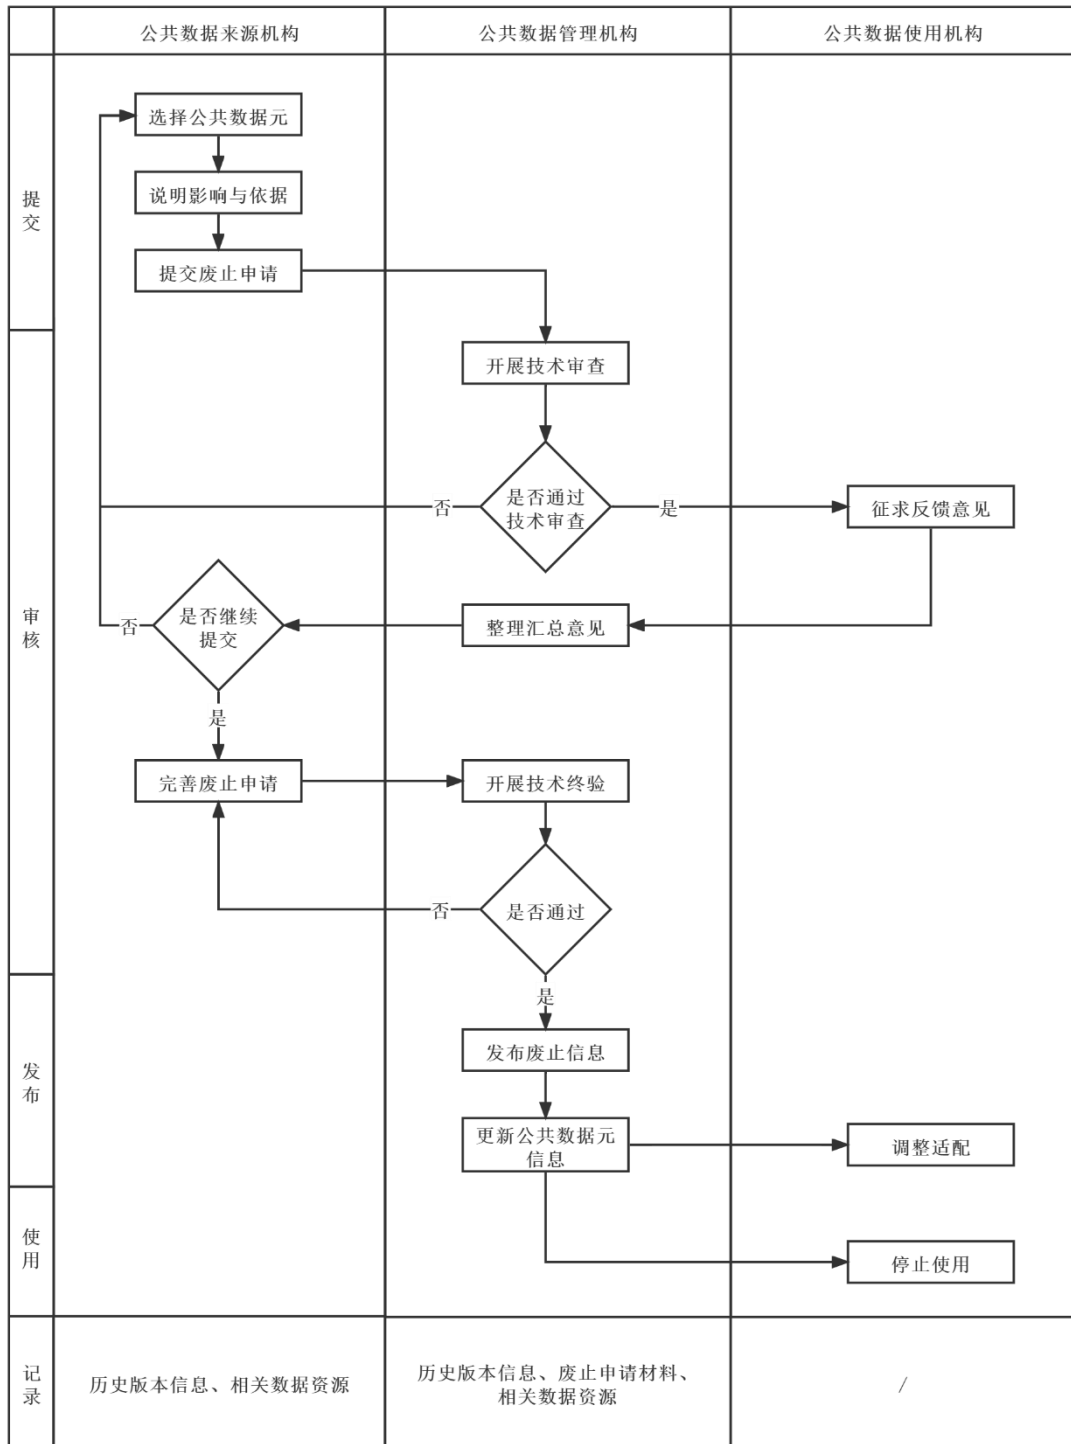 公共数据来源机构
公共数据管理机构
公共数据使用机构
提
交
选择公共数据元
说明影响与依据
提交废止申请
审
核
开展技术审查
是否通过
技术审查
否
是
征求反馈意见
整理汇总意见
是否继续
提交
否
是
完善废止申请
开展技术终验
是否通过
否
是
发
布
发布废止信息
更新公共数据元
信息
调整适配
使
用
停止使用
记
录
历史版本信息、相关数据资源
历史版本信息、废止申请材料、
相关数据资源
/